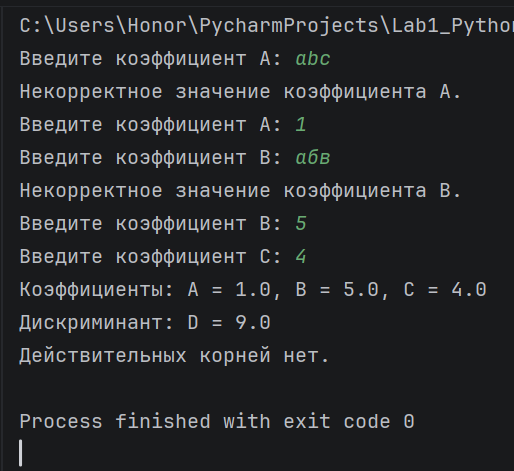 C:\Users\Honor\PycharmProjects\Lab1_Python
Введите коэффициент A: abc
Некорректное значение коэффициента A.
Введите коэффициент A: 1
Введите коэффициент B: абв
Некорректное значение коэффициента B.
Введите коэффициент B: 5
Введите коэффициент C: 4
Коэффициенты: A = 1.0, B = 5.0, C = 4.0
Дискриминант: D = 9.0
Действительных корней нет.
Process finished with exit code 0